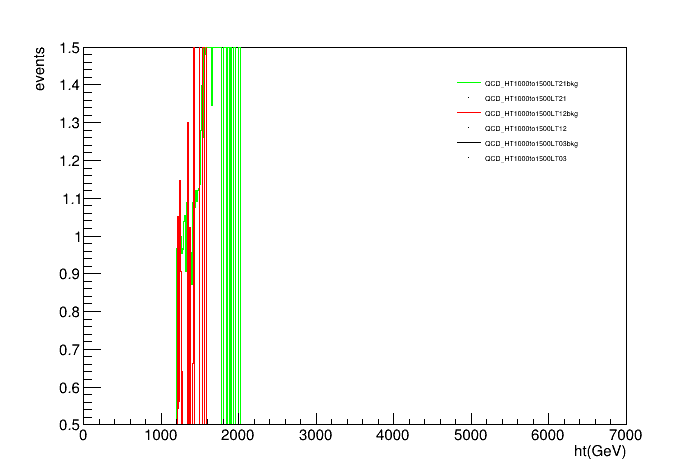 events
1.5
1.4
1.3
1.2
1.1
1
0.9
0.8
0.7
0.6
0.5
QCD_HT1000to1500LT21bkg
QCD_HT1000to1500LT21
QCD_HT1000to1500LT12bkg
QCD_HT1000to1500LT12
QCD_HT1000to1500LT03bkg
QCD_HT1000to1500LT03
0 1000 2000 3000 4000 5000 6000 7000
ht(GeV)